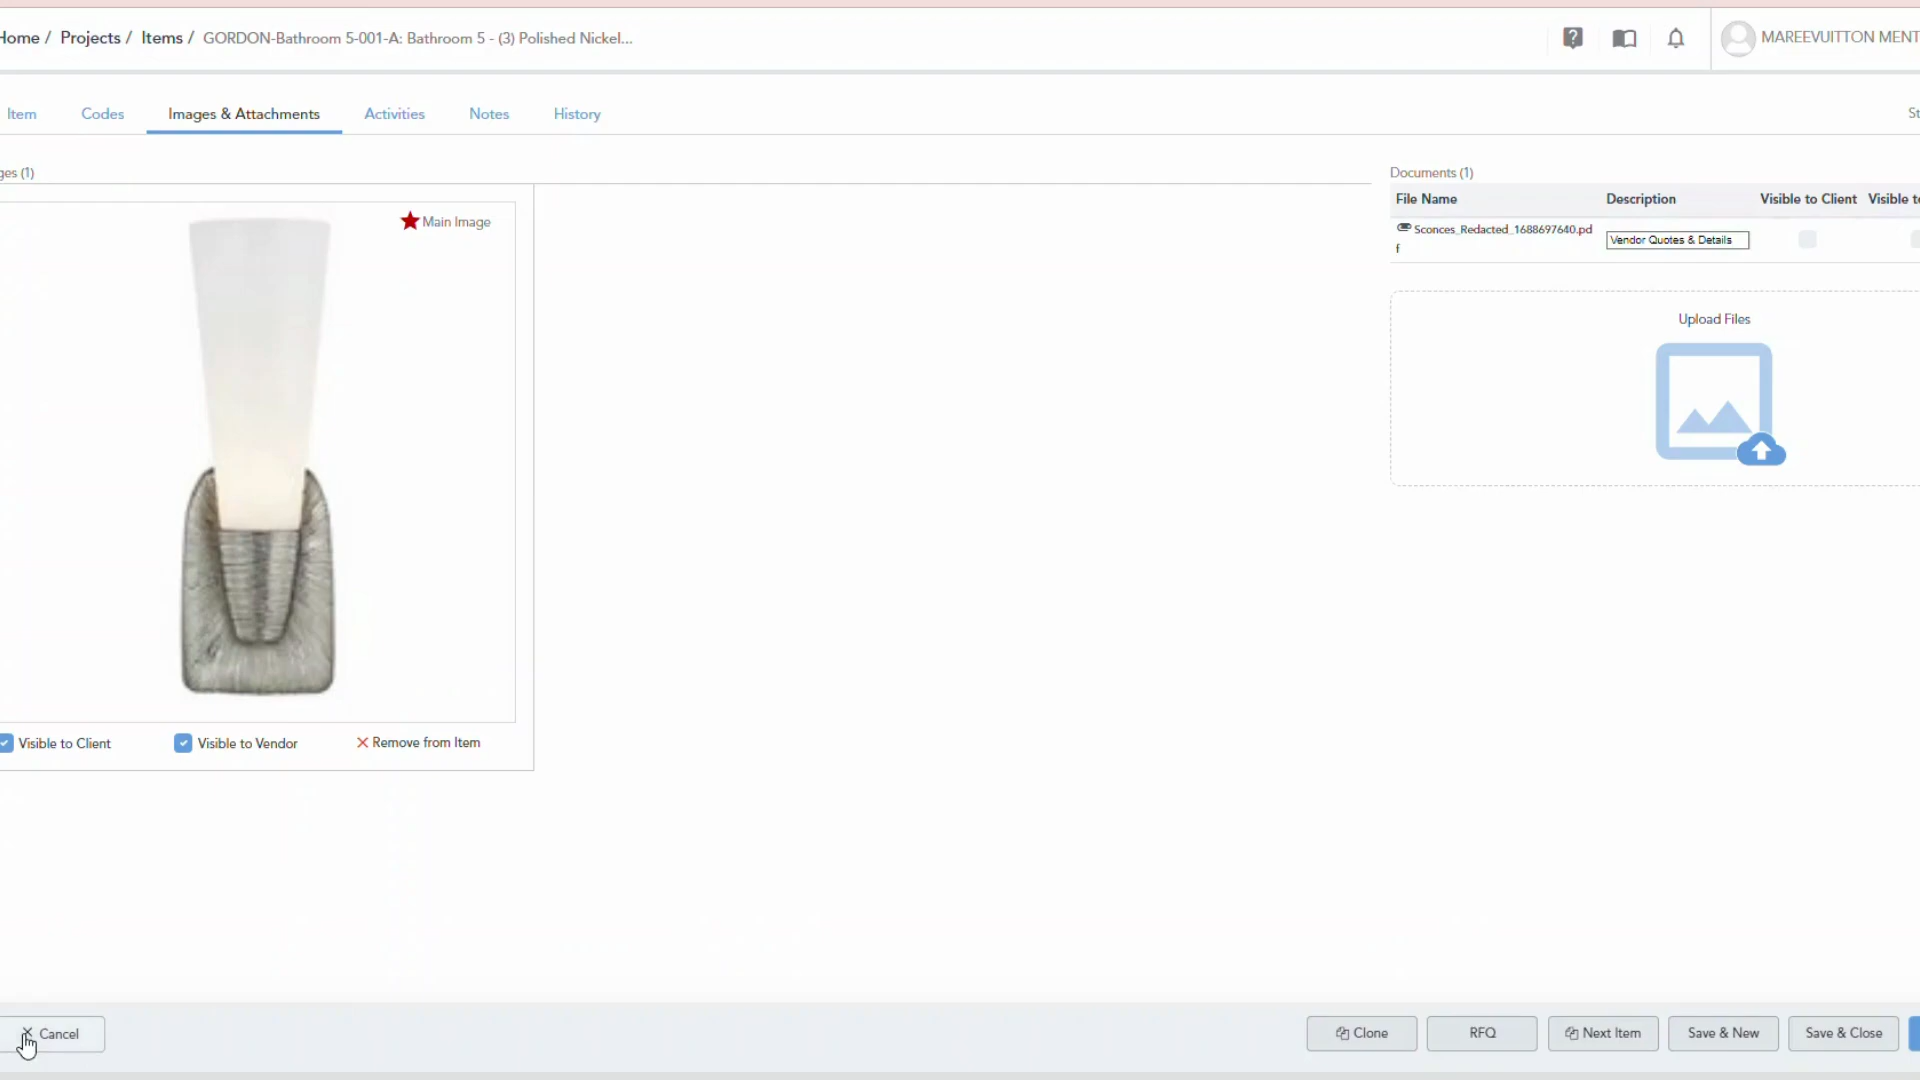 Home / Projects / Items / GORDON-Bathroom 5-001-A: Bathroom 5 - (3) Polished Nickel...
MAREEVUITTON MENT
Item Codes Images & Attachments Activities Notes History
St
ges (1)
Main Image
Visible to Client Visible to Vendor Remove from Item
Documents (1)
File Name Description Visible to Client Visible to
Sconces_Redacted_1688697640.pd
f
Vendor Quotes & Details
Upload Files
Cancel
Clone RFQ Next Item Save & New Save & Close